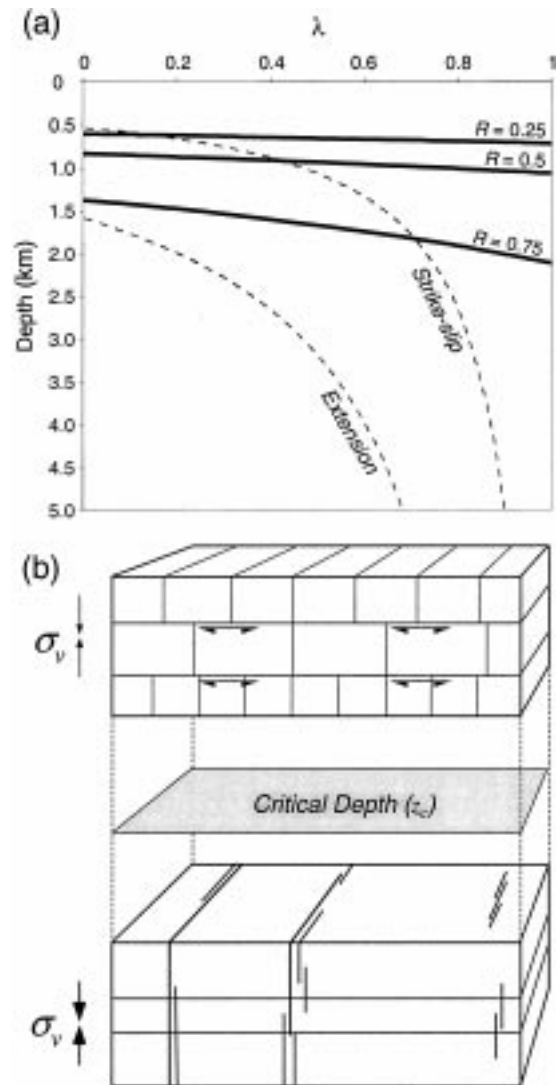 (a)
λ
0 0.2 0.4 0.6 0.8 1
0
0.5
1.0
1.5
2.0
2.5
3.0
3.5
4.0
4.5
5.0
Depth (km)
R = 0.25
R = 0.5
R = 0.75
Strike-slip
Extension
(b)
σv
Critical Depth (zc)
σv